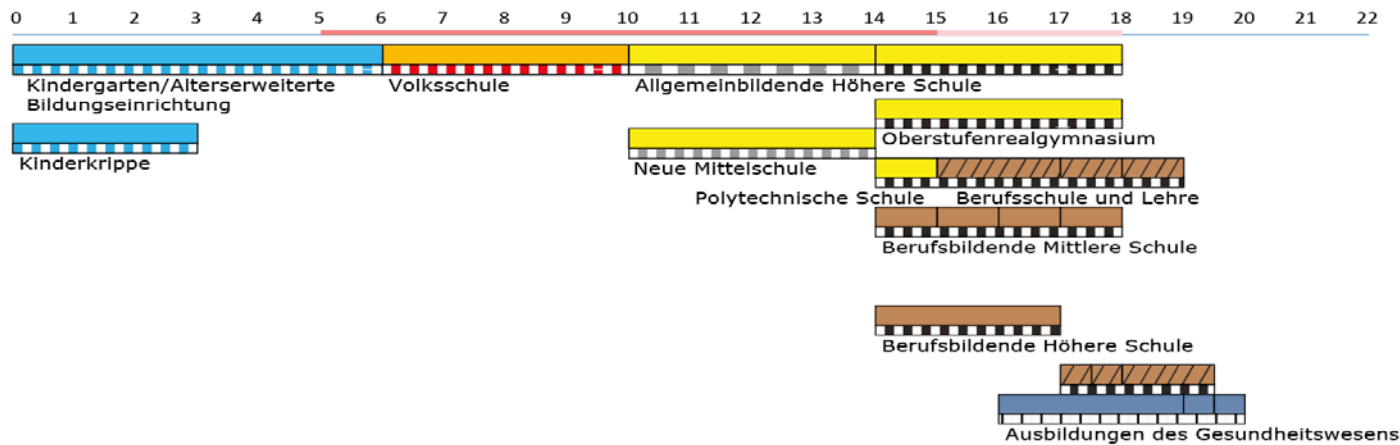 0 1 2 3 4 5 6 7 8 9 10 11 12 13 14 15 16 17 18 19 20 21 22
Kindergarten/Alterserweiterte
Bildungseinrichtung
Volksschule
Allgemeinbildende Höhere Schule
Oberstufenrealgymnasium
Kinderkrippe
Neue Mittelschule
Polytechnische Schule
Berufsschule und Lehre
Berufsbildende Mittlere Schule
Berufsbildende Höhere Schule
Ausbildungen des Gesundheitswesens